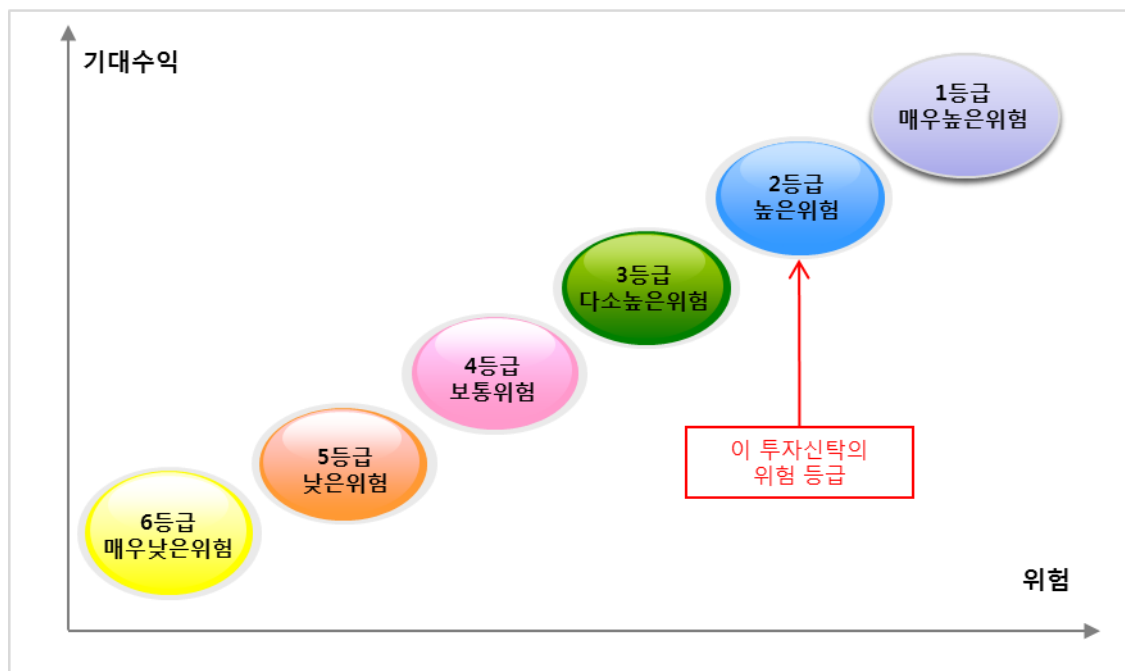 기대수익
1등급
매우높은위험
2등급
높은위험
3등급
다소높은위험
4등급
보통위험
5등급
낮은위험
6등급
매우낮은위험
이 투자신탁의
위험 등급
위험